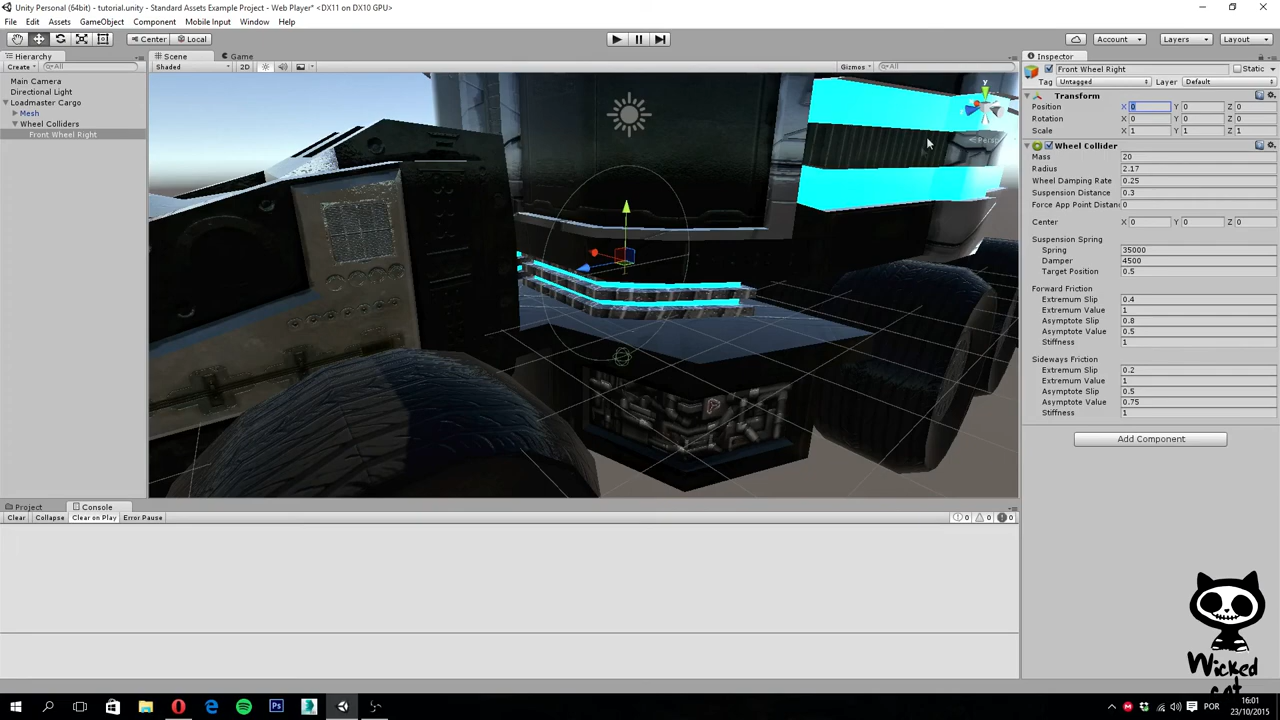 Unity Personal (64bit) - tutorial.unity - Standard Assets Example Project - Web Player* <DX11 on DX10 GPU>
File Edit Assets GameObject Component Mobile Input Window Help
Center Local Account Layers Layout
Hierarchy Scene Game Inspector
Create All Shaded 2D Gizmos All Front Wheel Right Static
Tag Untagged Layer Default
Main Camera
Directional Light
Loadmaster Cargo
Mesh
Wheel Colliders
Front Wheel Right
y
Persp
Transform
Position X 0 Y 0 Z 0
Rotation X 0 Y 0 Z 0
Scale X 1 Y 1 Z 1
Wheel Collider
Mass 20
Radius 2.17
Wheel Damping Rate 0.25
Suspension Distance 0.3
Force App Point Distanc 0
Center X 0 Y 0 Z 0
Suspension Spring
Spring 35000
Damper 4500
Target Position 0.5
Forward Friction
Extremum Slip 0.4
Extremum Value 1
Asymptote Slip 0.8
Asymptote Value 0.5
Stiffness 1
Sideways Friction
Extremum Slip 0.2
Extremum Value 1
Asymptote Slip 0.5
Asymptote Value 0.75
Stiffness 1
Add Component
Project Console
Clear Collapse Clear on Play Error Pause 0 0 0
Wicked
cat
POR
16:01
23/10/2015